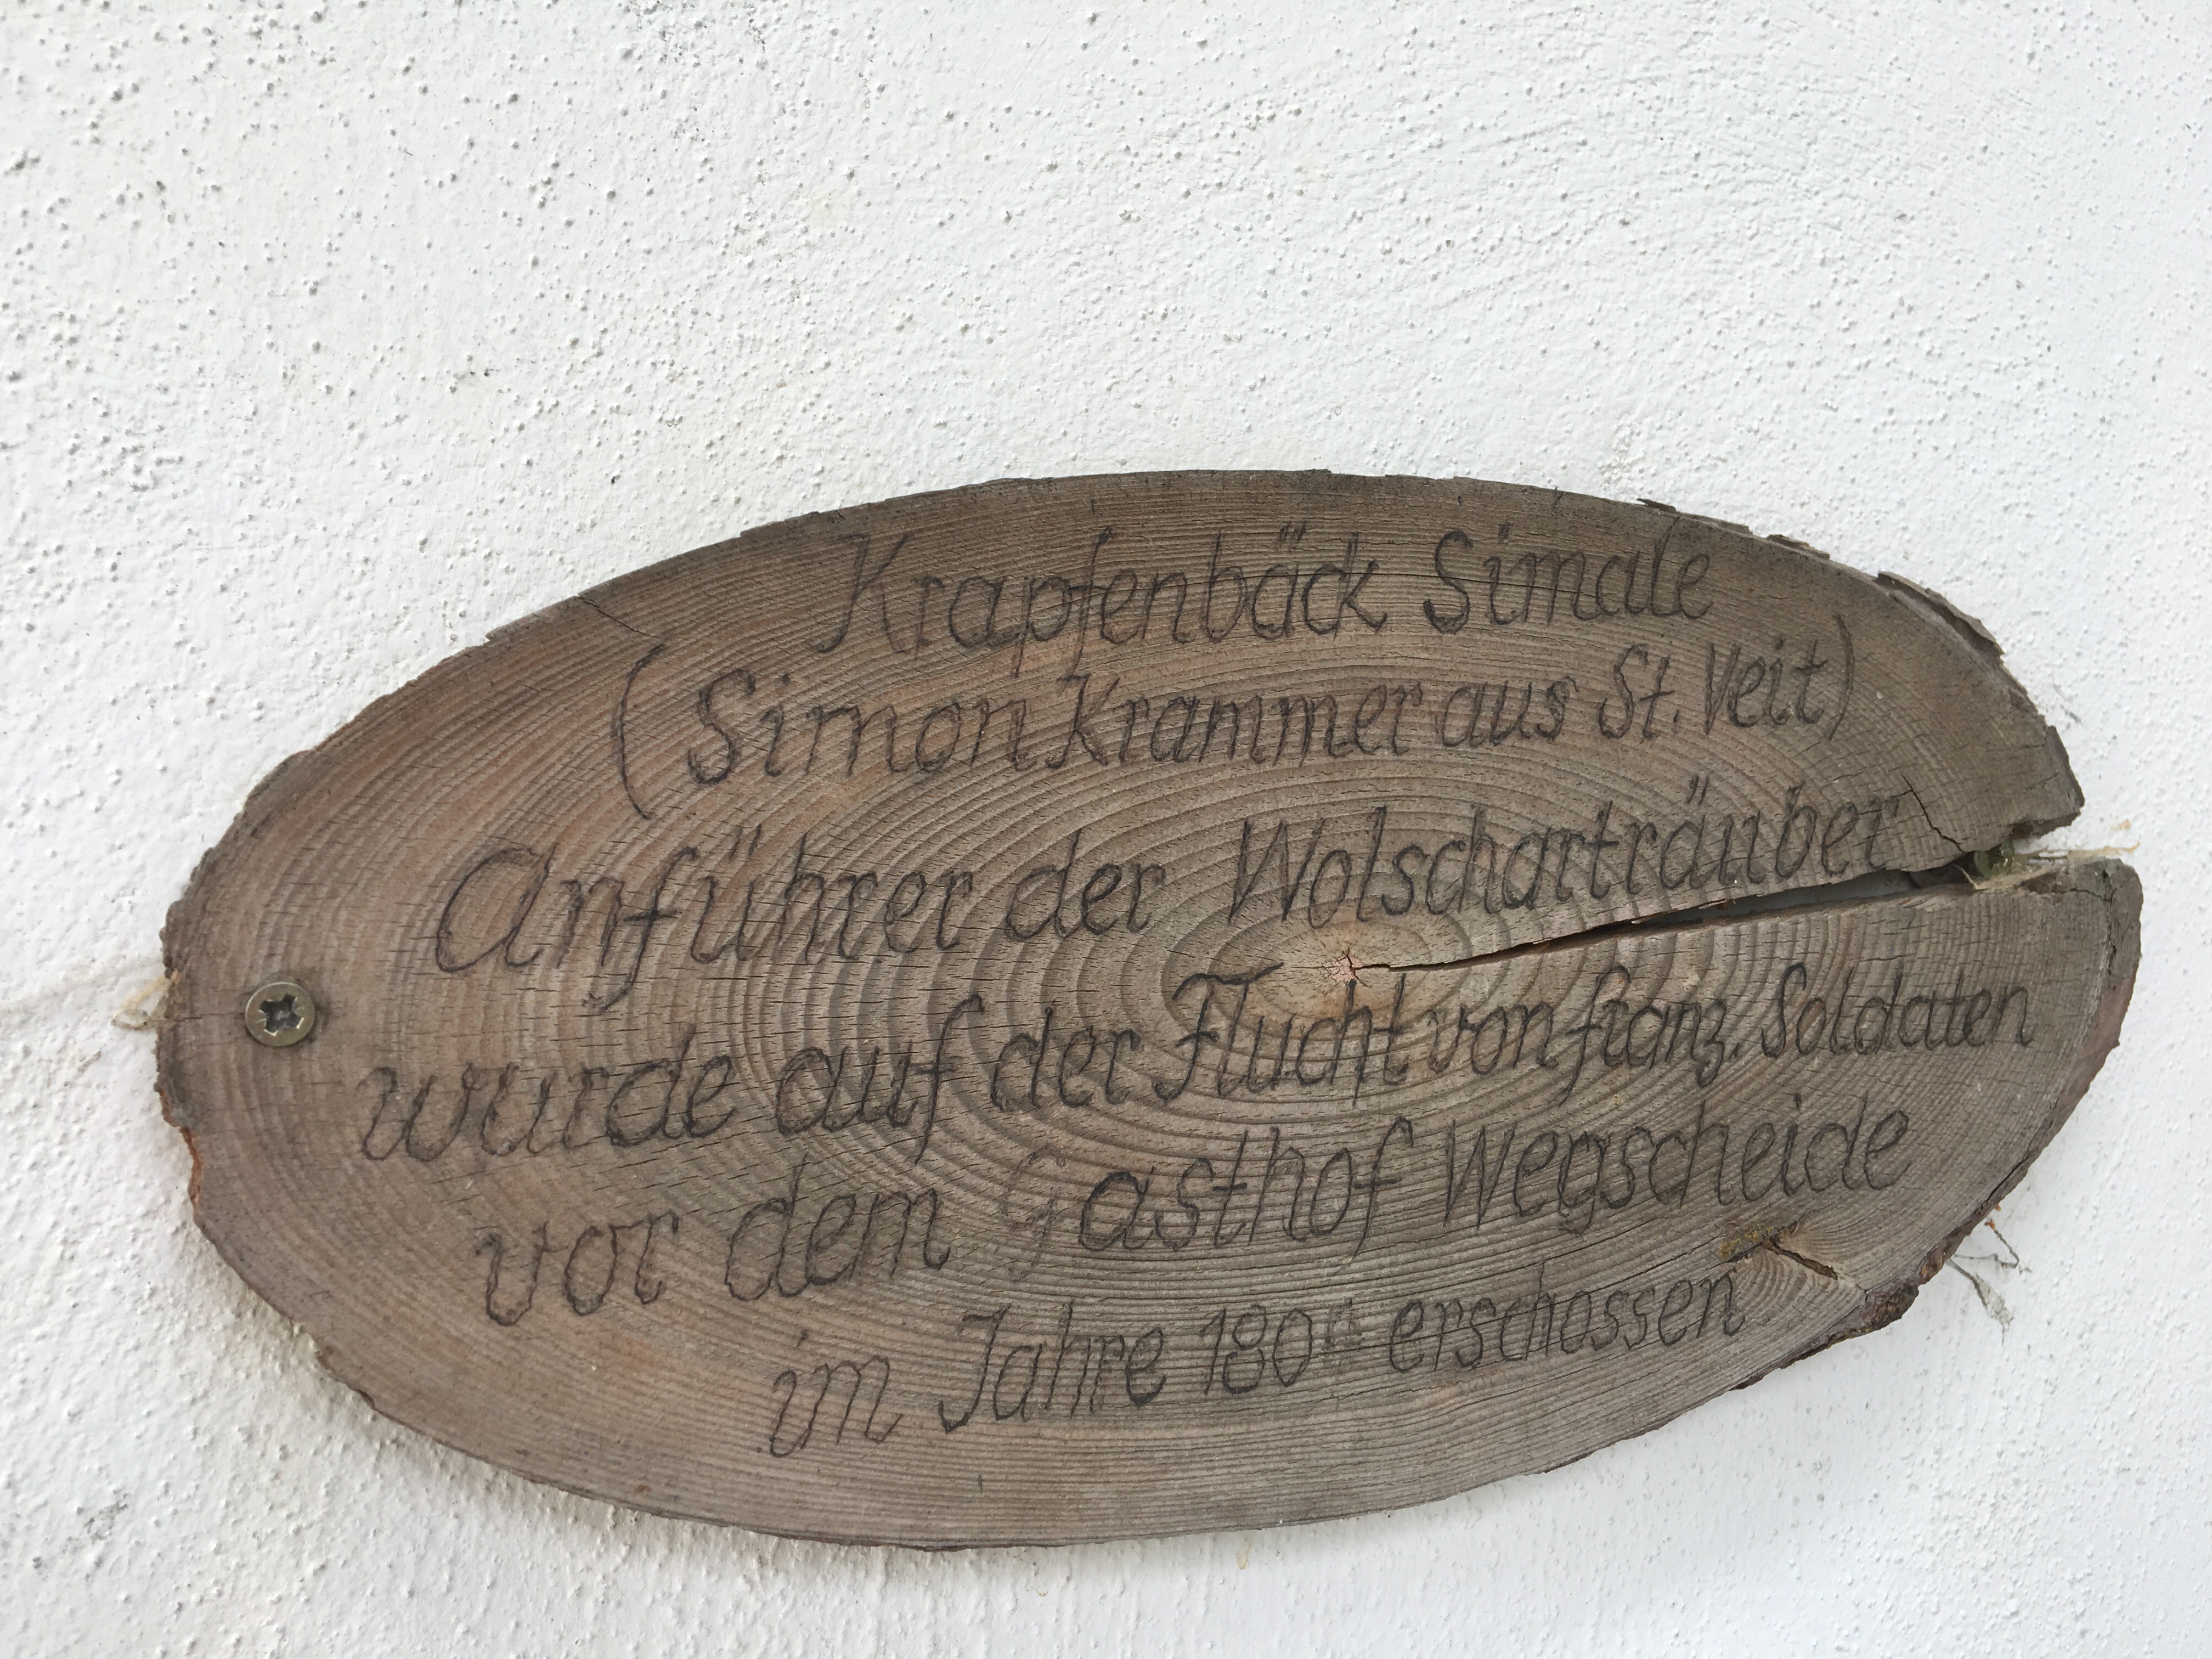 Krapfenbäck Simale
(Simon Krammer aus St. Veit)
Anführer der Wolscharträuber
wurde auf der Flucht von franz. Soldaten
vor dem Gasthof Wegscheide
im Jahre erschossen